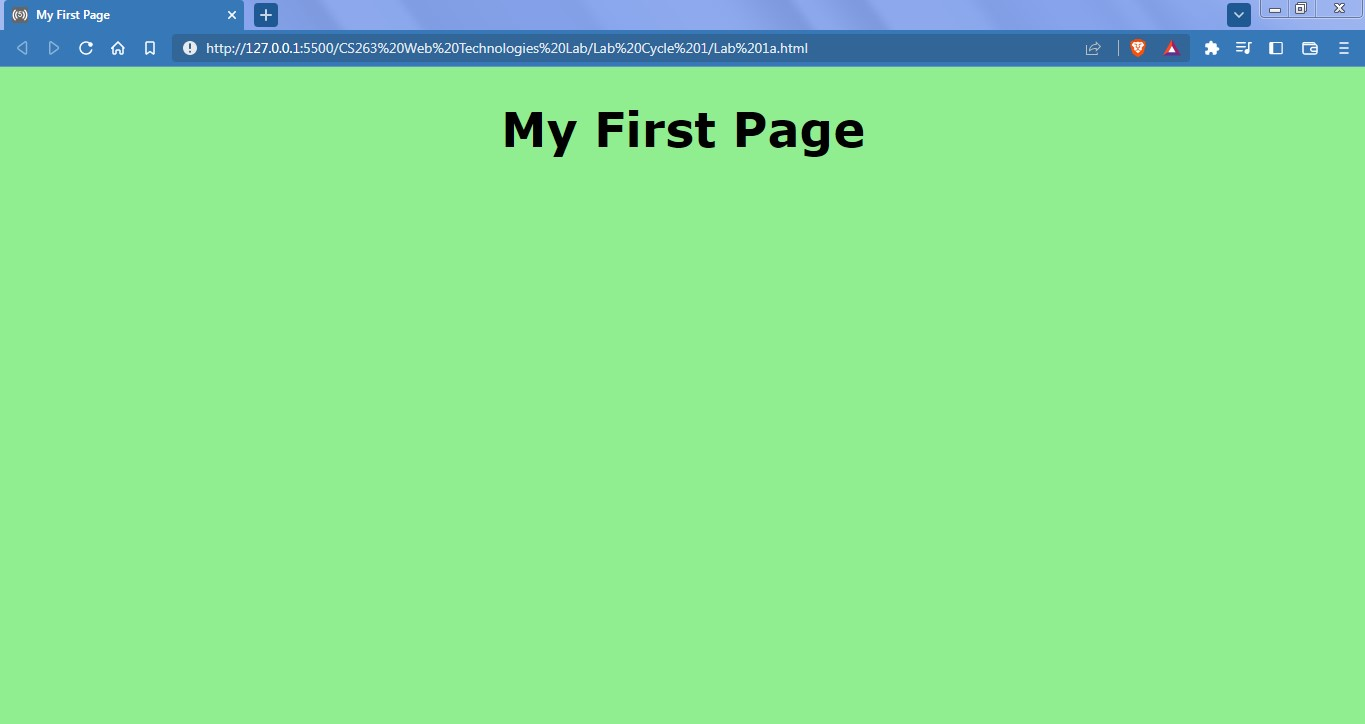 My First Page
http://127.0.0.1:5500/CS263%20Web%20Technologies%20Lab/Lab%20Cycle%201/Lab%201a.html
My First Page